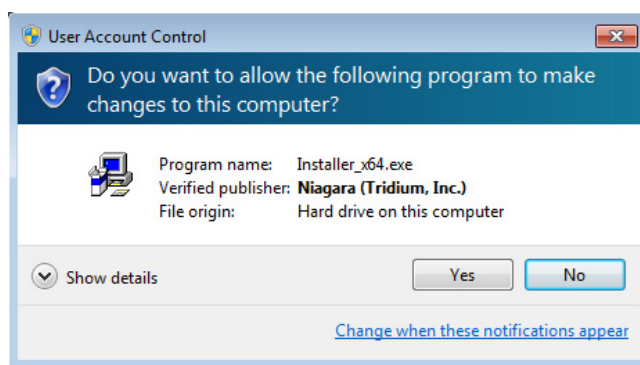 User Account Control
Do you want to allow the following program to make
changes to this computer?
Program name: Installer_x64.exe
Verified publisher: Niagara (Tridium, Inc.)
File origin: Hard drive on this computer
Show details
Yes
No
Change when these notifications appear